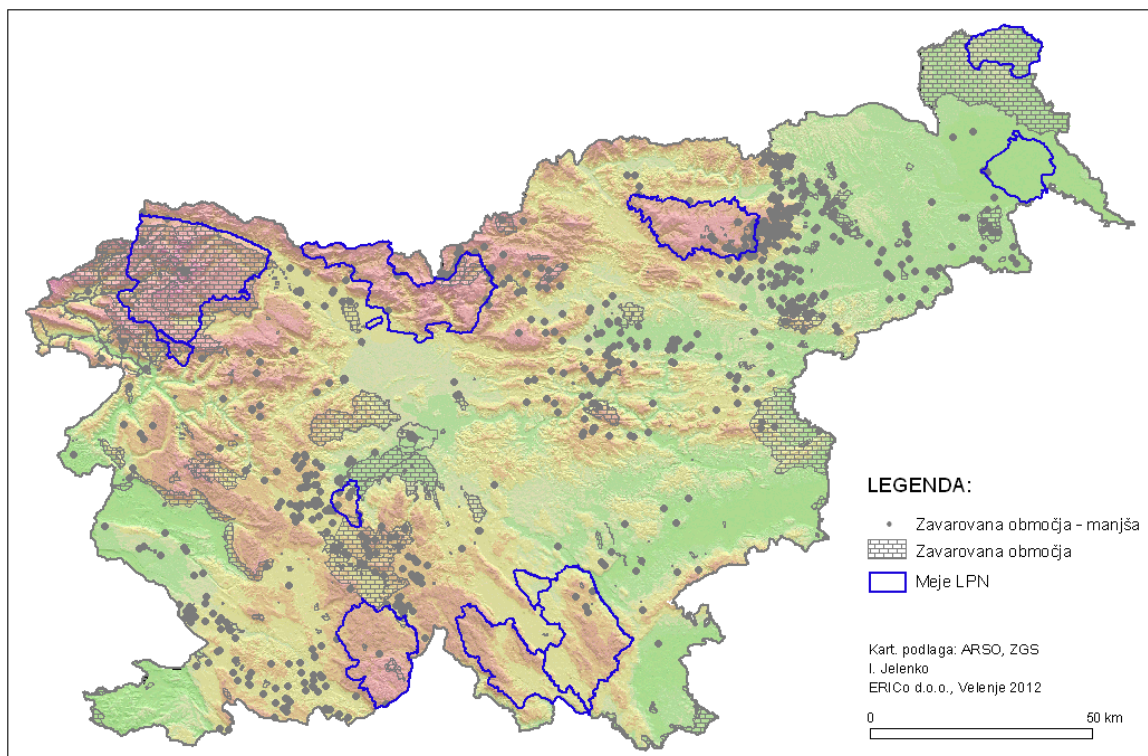 LEGENDA:
Zavarovana območja - manjša
Zavarovana območja
Meje LPN
Kart. podlaga: ARSO, ZGS
I. Jelenko
ERICo d.o.o., Velenje 2012
0 50 km